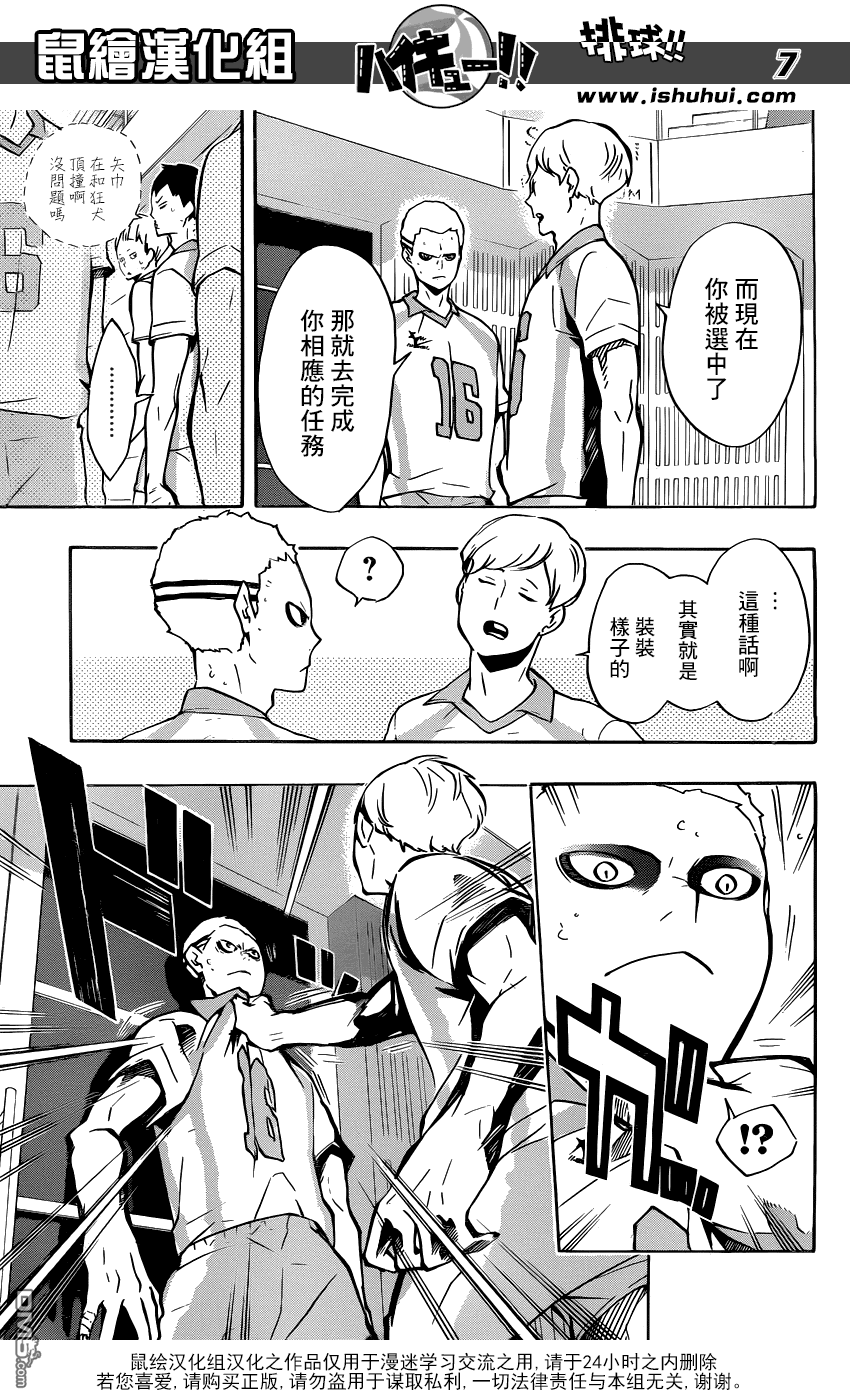 鼠繪漢化組
ハイキュー!!
排球!!
7
www.ishuhui.com
而現在
你被選中了
那就去完成
你相應的任務
矢巾
在和狂犬
頂撞啊
沒問題嗎
…………
…
這種話啊
其實就是
裝裝
樣子的
?
!?
ガッ
ドン
16
16
鼠绘汉化组汉化之作品仅用于漫迷学习交流之用,请于24小时之内删除
若您喜爱,请购买正版,请勿盗用于谋取私利,一切法律责任与本组无关,谢谢。